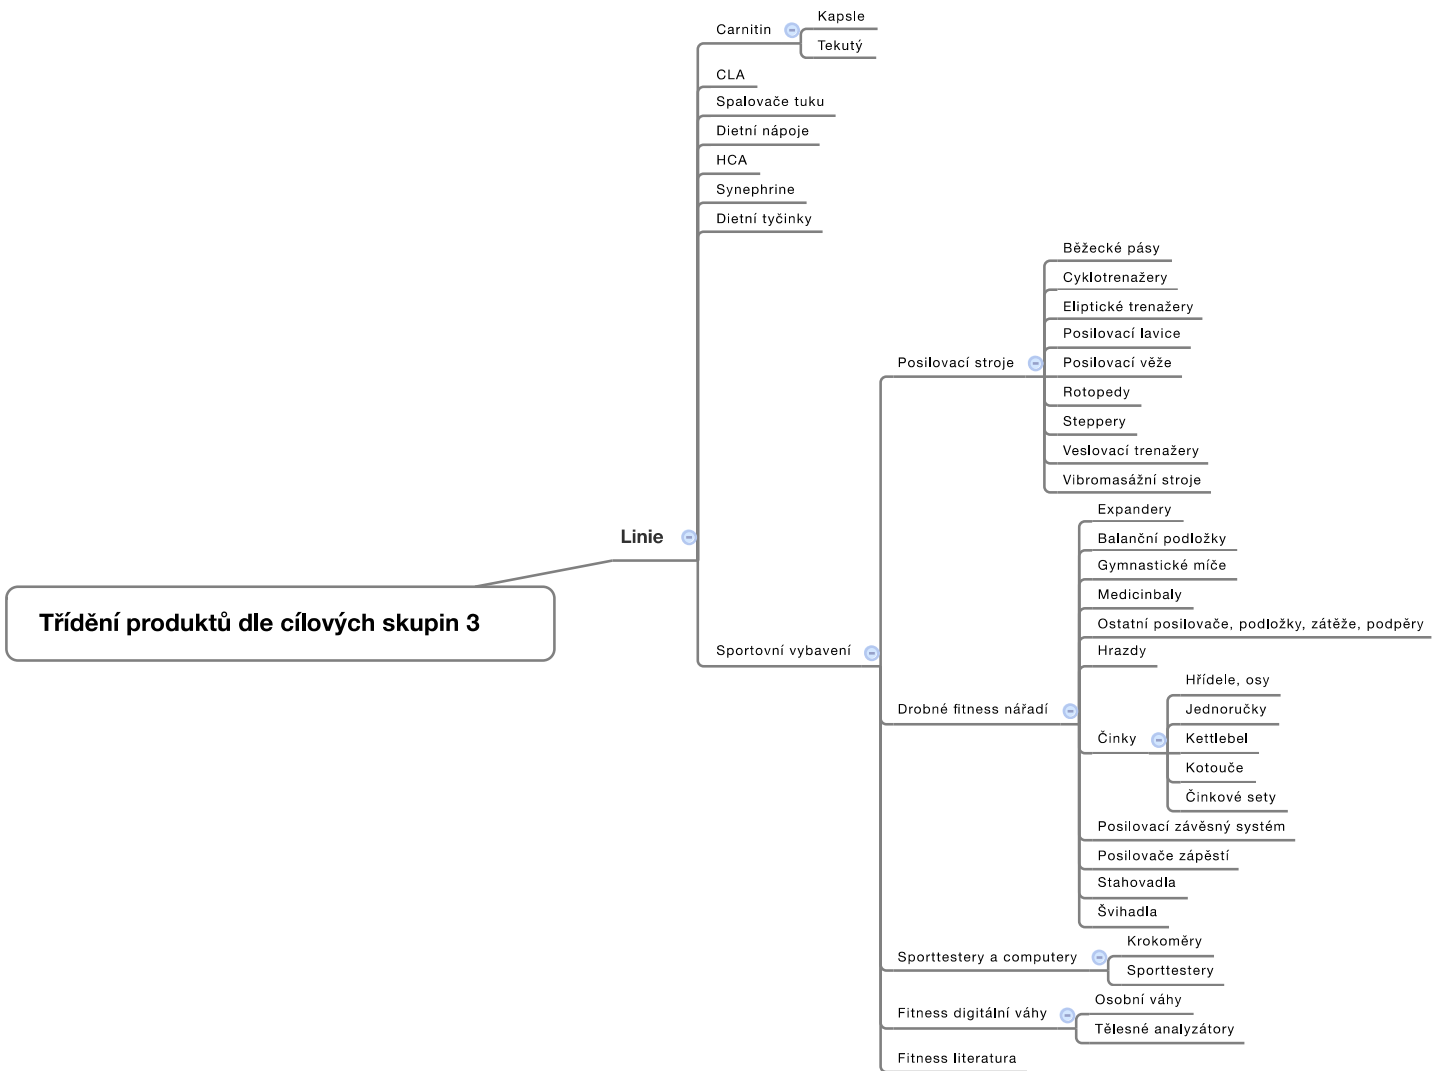 Třídění produktů dle cílových skupin 3
Linie
Carnitin
Kapsle
Tekutý
CLA
Spalovače tuku
Dietní nápoje
HCA
Synephrine
Dietní tyčinky
Sportovní vybavení
Posilovací stroje
Běžecké pásy
Cyklotrenažery
Eliptické trenažery
Posilovací lavice
Posilovací věže
Rotopedy
Steppery
Veslovací trenažery
Vibromasážní stroje
Drobné fitness nářadí
Expandery
Balanční podložky
Gymnastické míče
Medicinbaly
Ostatní posilovače, podložky, zátěže, podpěry
Hrazdy
Činky
Hřídele, osy
Jednoručky
Kettlebel
Kotouče
Činkové sety
Posilovací závěsný systém
Posilovače zápěstí
Stahovadla
Švihadla
Sporttestery a computery
Krokoměry
Sporttestery
Fitness digitální váhy
Osobní váhy
Tělesné analyzátory
Fitness literatura